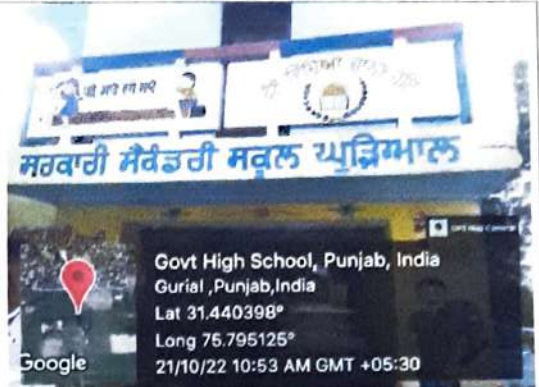 ਸਰਕਾਰੀ ਸੈਕੰਡਰੀ ਸਕੂਲ ਘੁੜਿਆਲ
Govt High School, Punjab, India
Gurial ,Punjab,India
Lat 31.440398°
Long 75.795125°
21/10/22 10:53 AM GMT +05:30
Google